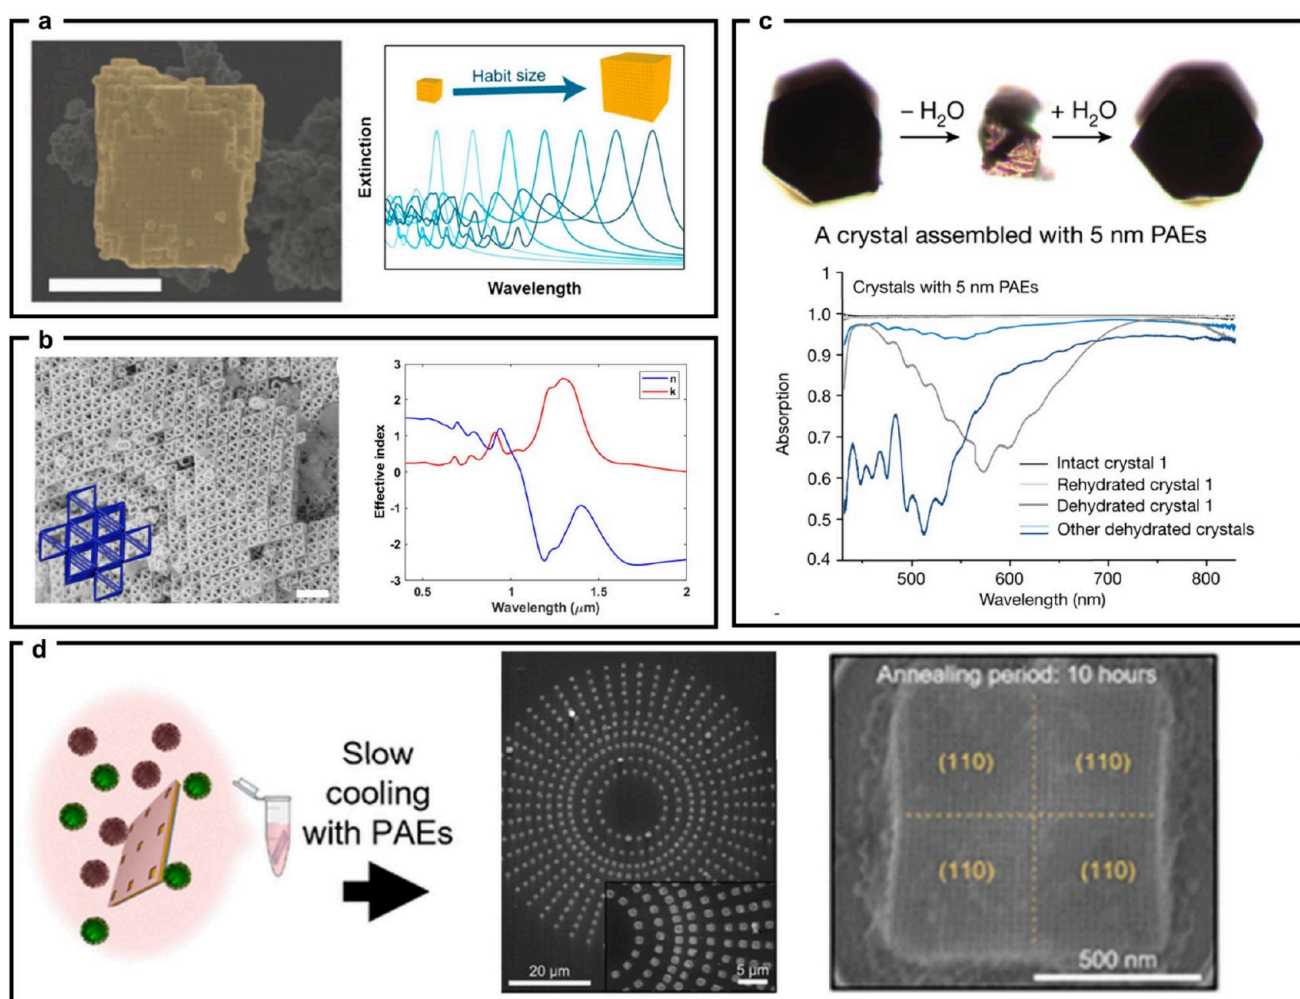 a
Habit size
Extinction
Wavelength
b
3
2
1
0
-1
-2
-3
0.5
1
1.5
2
Effective index
Wavelength (μm)
n
k
c
– H₂O
+ H₂O
A crystal assembled with 5 nm PAEs
Crystals with 5 nm PAEs
1
1.0
0.9
0.8
0.7
0.6
0.5
0.4
Absorption
Intact crystal 1
Rehydrated crystal 1
Dehydrated crystal 1
Other dehydrated crystals
500
600
700
800
Wavelength (nm)
d
Slow
cooling
with PAEs
20 μm
5 μm
Annealing period: 10 hours
(110)
(110)
(110)
(110)
500 nm